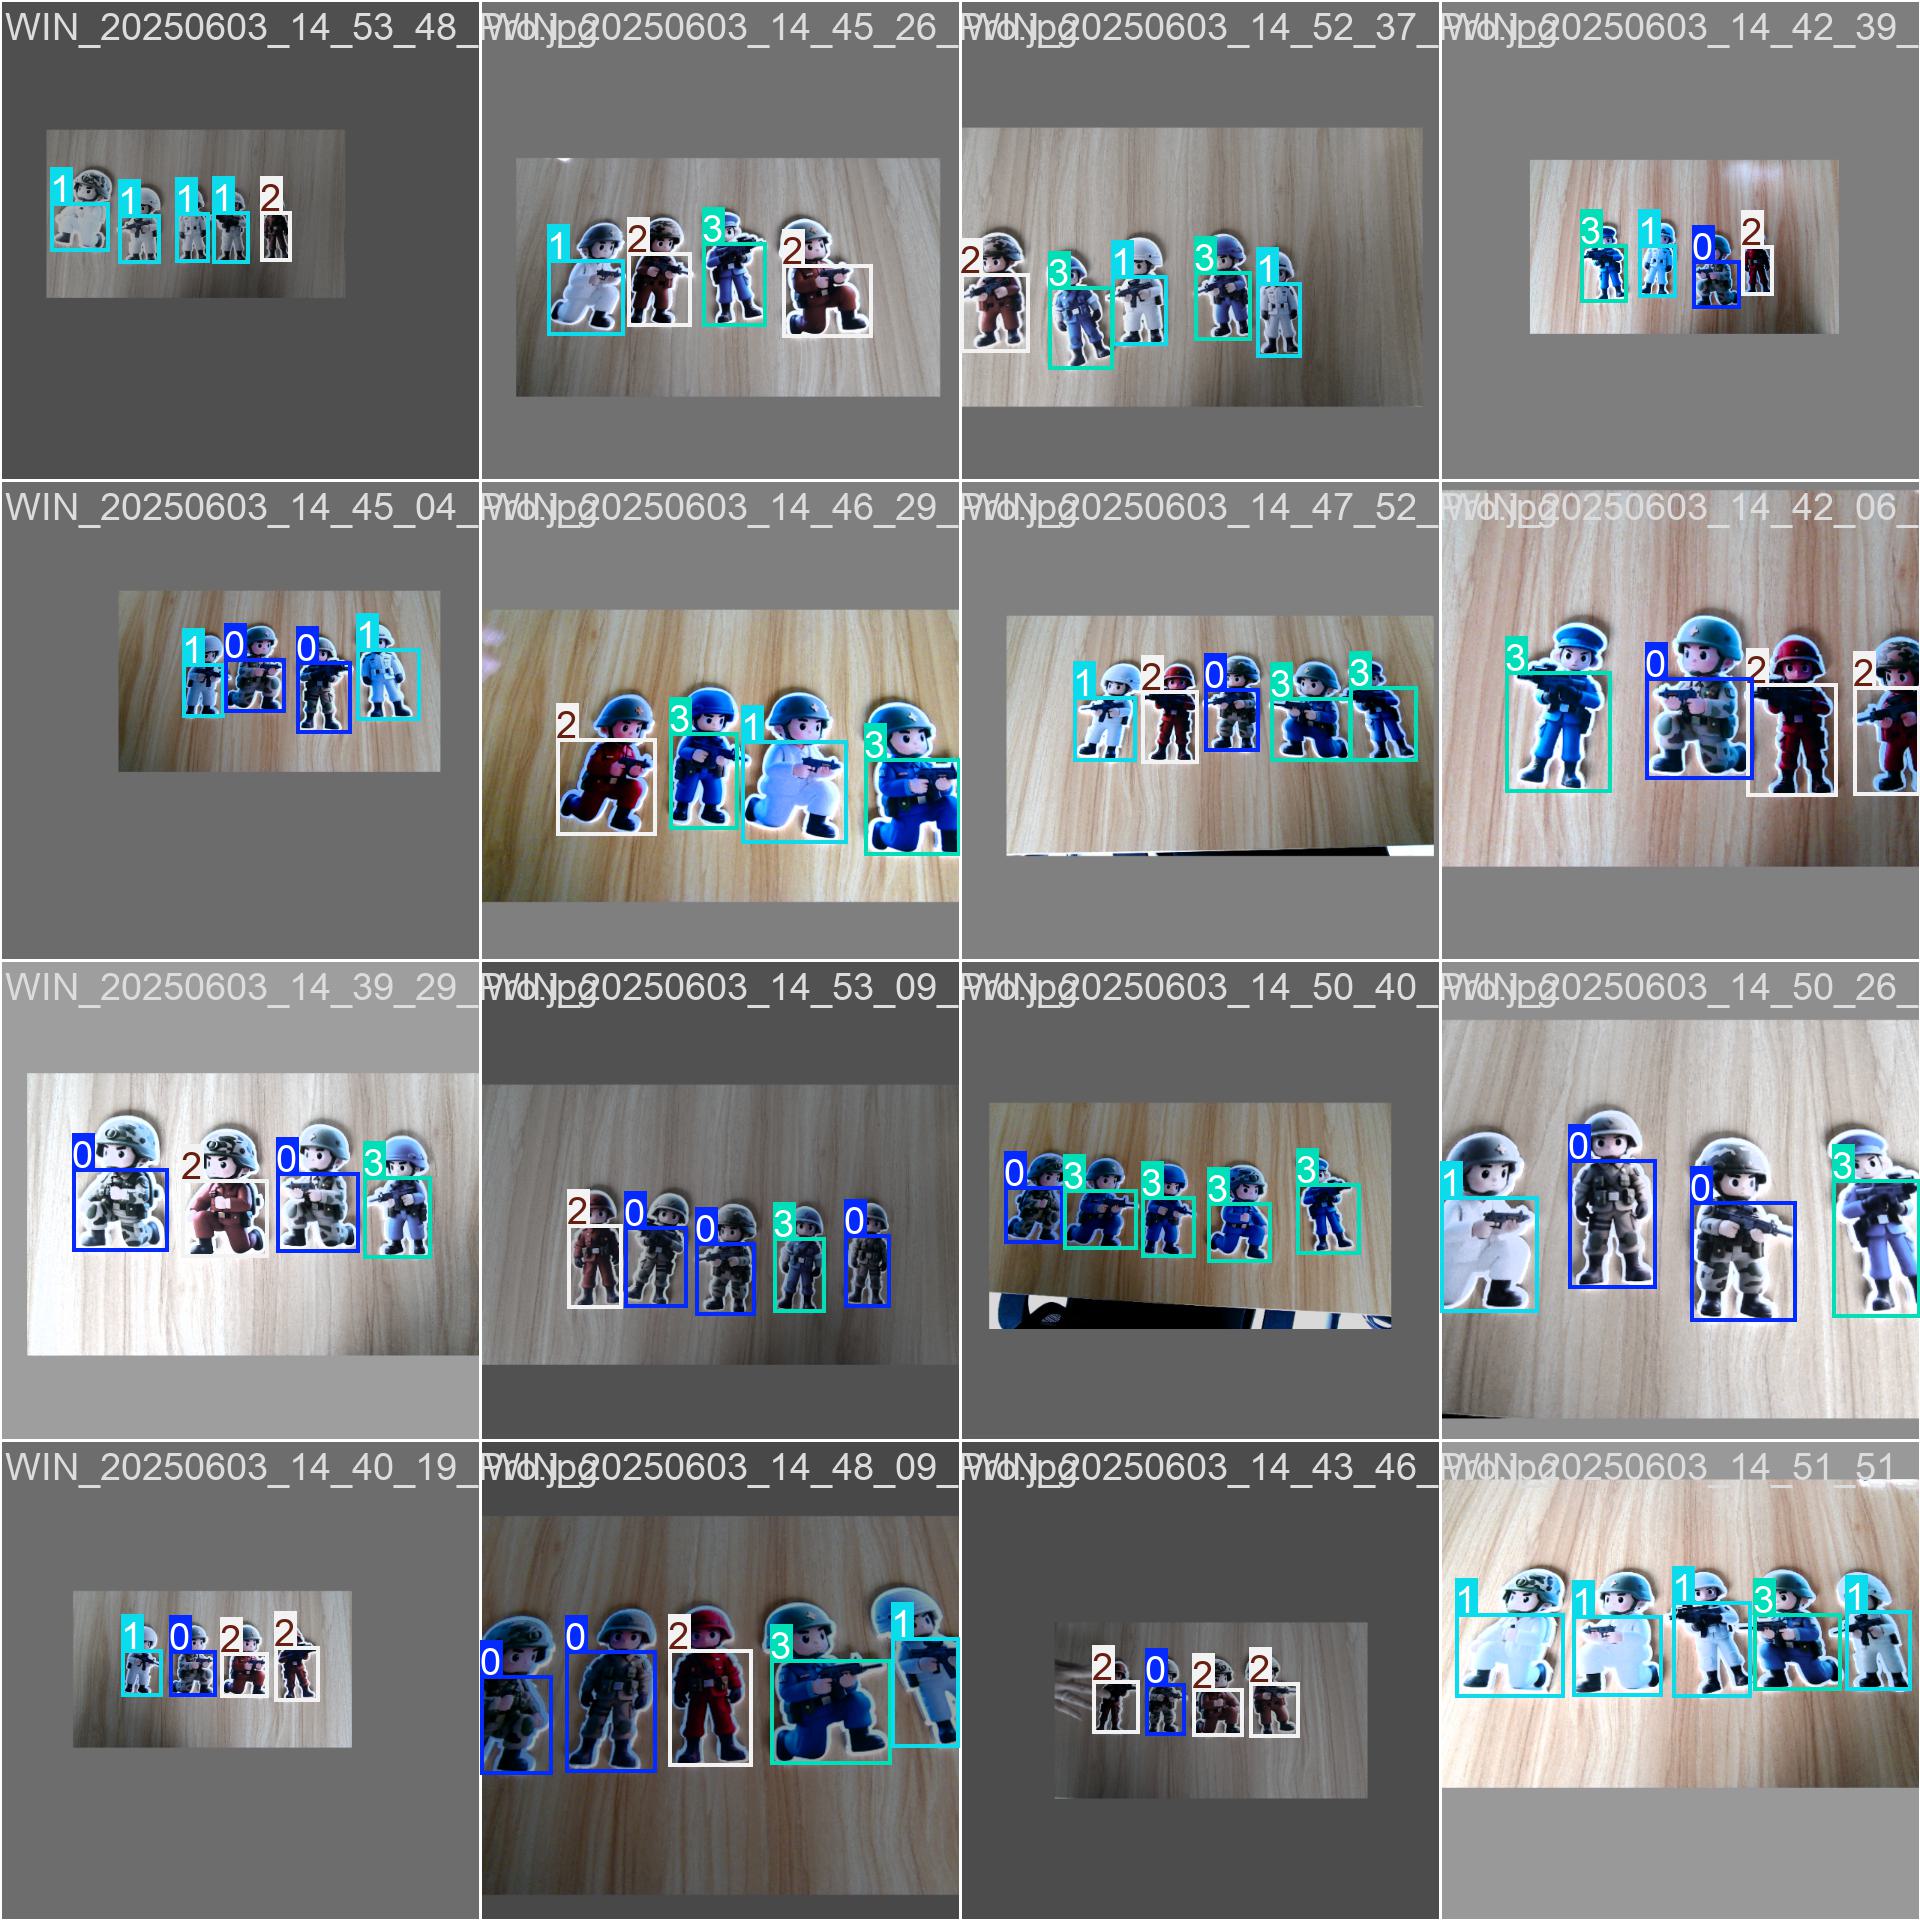 WIN_20250603_14_53_48_Pro.jpg
WIN_20250603_14_45_26_Pro.jpg
WIN_20250603_14_52_37_Pro.jpg
WIN_20250603_14_42_39_
1 1 1 1 2
1 2 3 2
2 3 1 3 1
3 1 0 2
WIN_20250603_14_45_04_Pro.jpg
WIN_20250603_14_46_29_Pro.jpg
WIN_20250603_14_47_52_Pro.jpg
WIN_20250603_14_42_06_
1 0 0 1
2 3 1 3
1 2 0 3 3
3 0 2 2
WIN_20250603_14_39_29_Pro.jpg
WIN_20250603_14_53_09_Pro.jpg
WIN_20250603_14_50_40_Pro.jpg
WIN_20250603_14_50_26_
0 2 0 3
2 0 0 3 0
0 3 3 3 3
1 0 0 3
WIN_20250603_14_40_19_Pro.jpg
WIN_20250603_14_48_09_Pro.jpg
WIN_20250603_14_43_46_Pro.jpg
WIN_20250603_14_51_51_
1 0 2 2
0 0 2 3 1
2 0 2 2
1 1 1 3 1